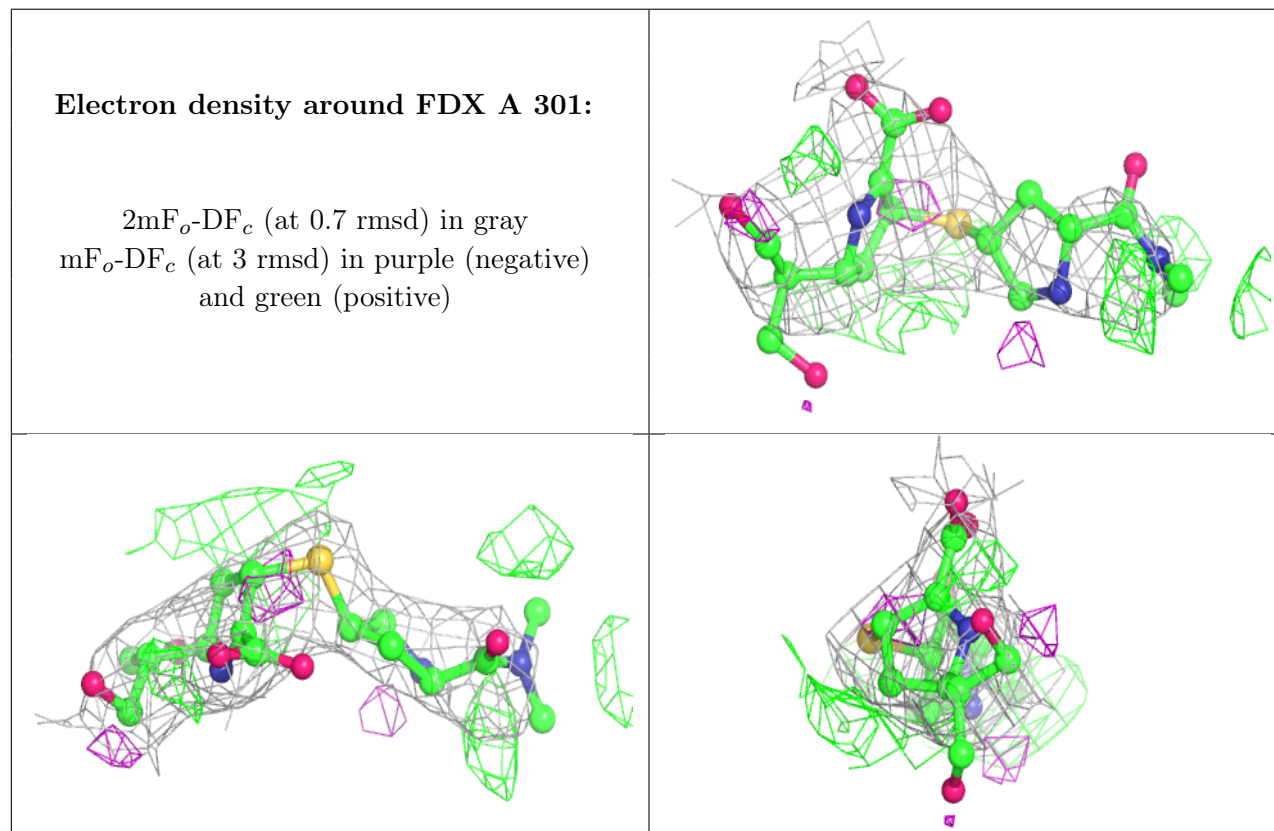 Electron density around FDX A 301:
2mFo-DFc (at 0.7 rmsd) in gray
mFo-DFc (at 3 rmsd) in purple (negative)
and green (positive)